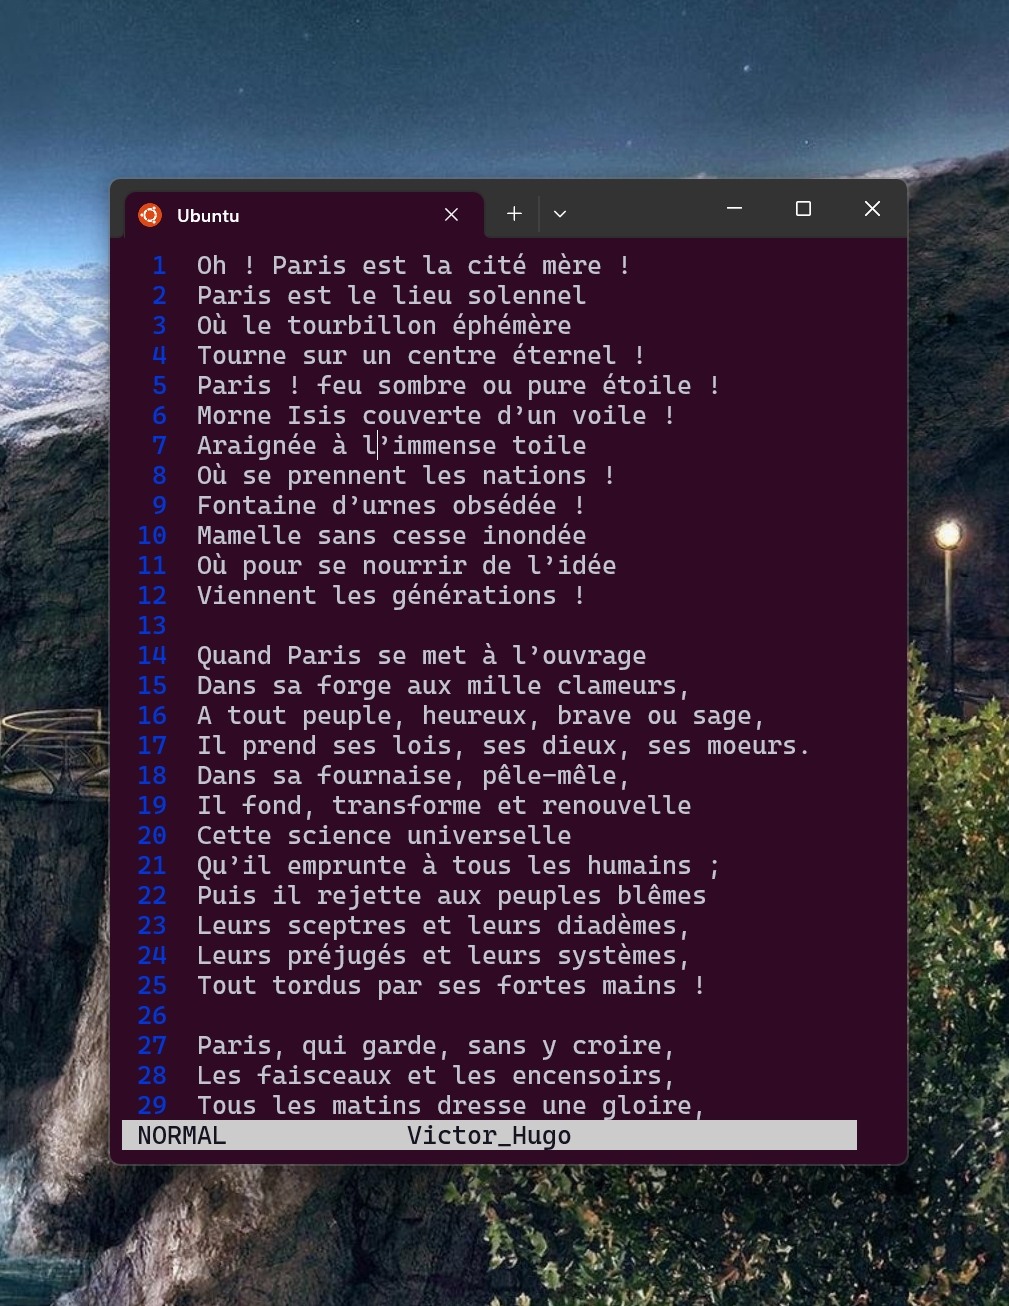 Ubuntu
1 Oh ! Paris est la cité mère !
2 Paris est le lieu solennel
3 Où le tourbillon éphémère
4 Tourne sur un centre éternel !
5 Paris ! feu sombre ou pure étoile !
6 Morne Isis couverte d’un voile !
7 Araignée à l’immense toile
8 Où se prennent les nations !
9 Fontaine d’urnes obsédée !
10 Mamelle sans cesse inondée
11 Où pour se nourrir de l’idée
12 Viennent les générations !
13
14 Quand Paris se met à l’ouvrage
15 Dans sa forge aux mille clameurs,
16 A tout peuple, heureux, brave ou sage,
17 Il prend ses lois, ses dieux, ses moeurs.
18 Dans sa fournaise, pêle-mêle,
19 Il fond, transforme et renouvelle
20 Cette science universelle
21 Qu’il emprunte à tous les humains ;
22 Puis il rejette aux peuples blêmes
23 Leurs sceptres et leurs diadèmes,
24 Leurs préjugés et leurs systèmes,
25 Tout tordus par ses fortes mains !
26
27 Paris, qui garde, sans y croire,
28 Les faisceaux et les encensoirs,
29 Tous les matins dresse une gloire,
NORMAL Victor_Hugo